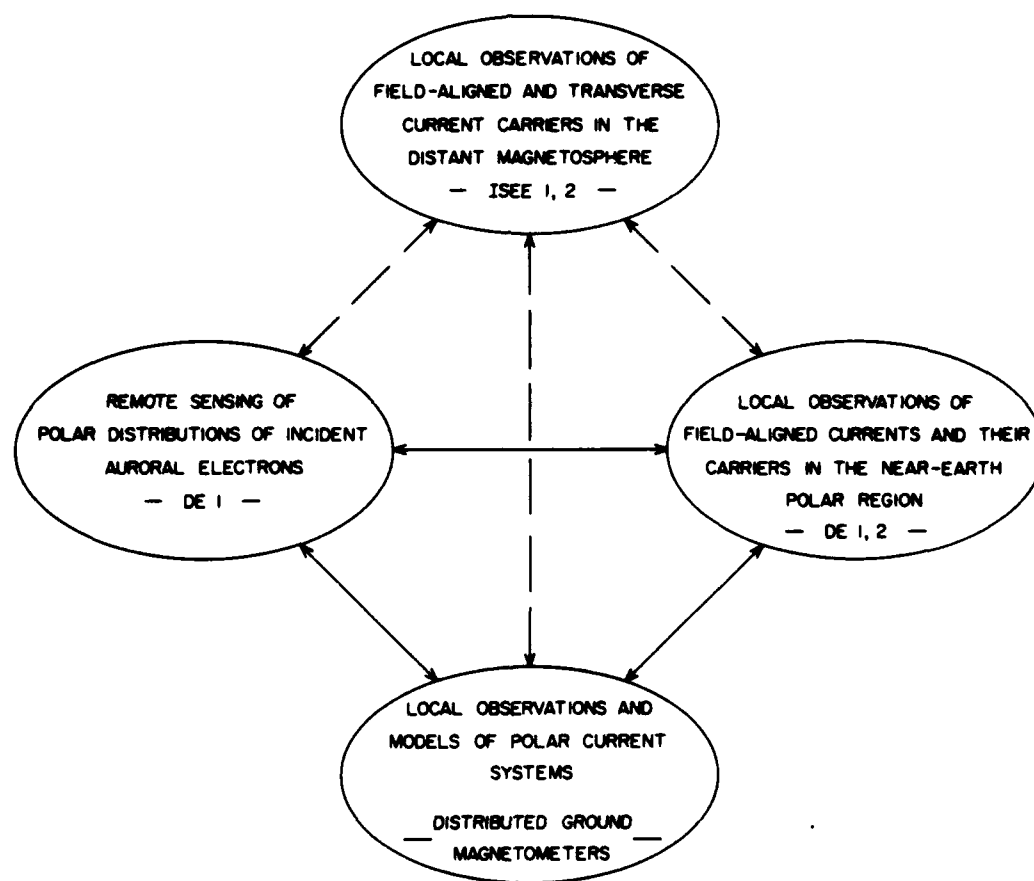 LOCAL OBSERVATIONS OF
FIELD-ALIGNED AND TRANSVERSE
CURRENT CARRIERS IN THE
DISTANT MAGNETOSPHERE
— ISEE 1, 2 —
REMOTE SENSING OF
POLAR DISTRIBUTIONS OF INCIDENT
AURORAL ELECTRONS
— DE 1 —
LOCAL OBSERVATIONS OF
FIELD-ALIGNED CURRENTS AND THEIR
CARRIERS IN THE NEAR-EARTH
POLAR REGION
— DE 1, 2 —
LOCAL OBSERVATIONS AND
MODELS OF POLAR CURRENT
SYSTEMS
— DISTRIBUTED GROUND —
MAGNETOMETERS